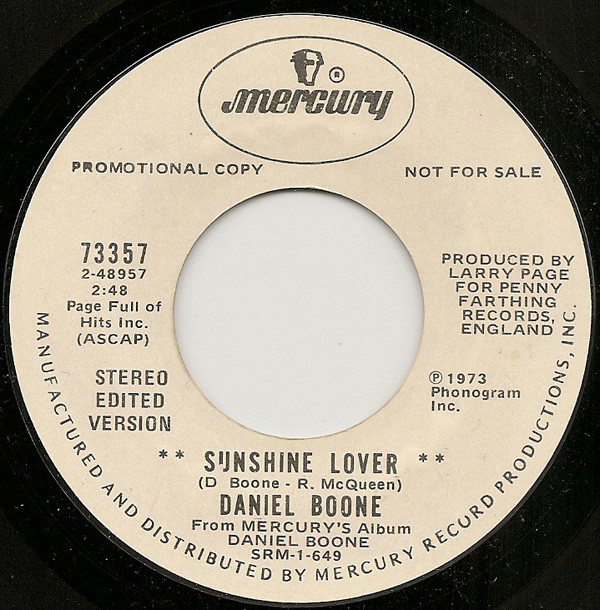 ®
mercury
PROMOTIONAL COPY
NOT FOR SALE
73357
2-48957
2:48
Page Full of
Hits Inc.
(ASCAP)
STEREO
EDITED
VERSION
PRODUCED BY
LARRY PAGE
FOR PENNY
FARTHING
RECORDS,
ENGLAND
℗ 1973
Phonogram
Inc.
** SUNSHINE LOVER **
(D Boone - R. McQueen)
DANIEL BOONE
From MERCURY'S Album
DANIEL BOONE
SRM-1-649
MANUFACTURED AND DISTRIBUTED BY MERCURY RECORD PRODUCTIONS, INC.